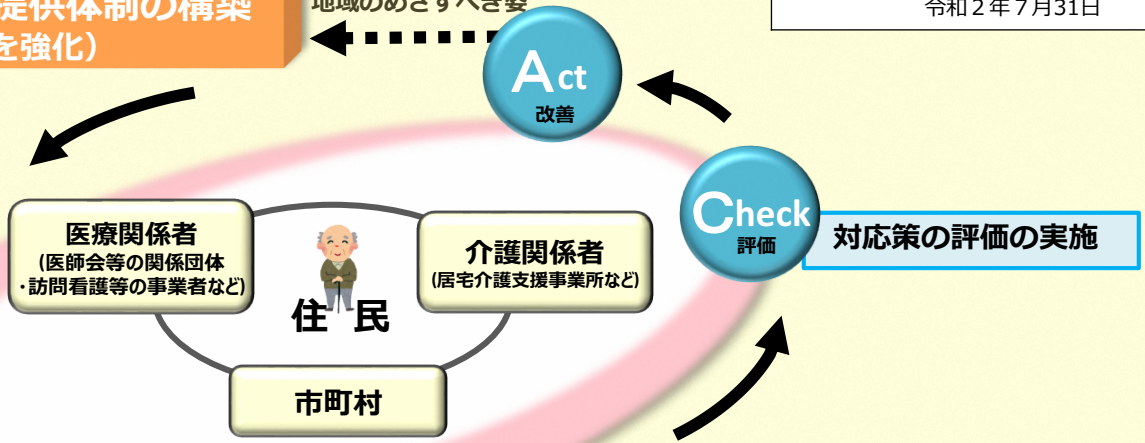 提供体制の構築
を強化）
地域のめざすべき姿
令和２年７月31日
Act
改善
Check
評価
対応策の評価の実施
医療関係者
(医師会等の関係団体
・訪問看護等の事業者など)
介護関係者
(居宅介護支援事業所など)
住民
市町村